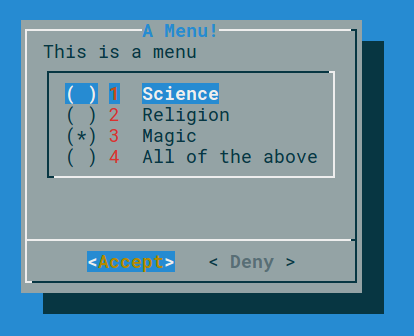 A Menu!
This is a menu
( ) 1 Science
( ) 2 Religion
(*) 3 Magic
( ) 4 All of the above
<Accept> < Deny >